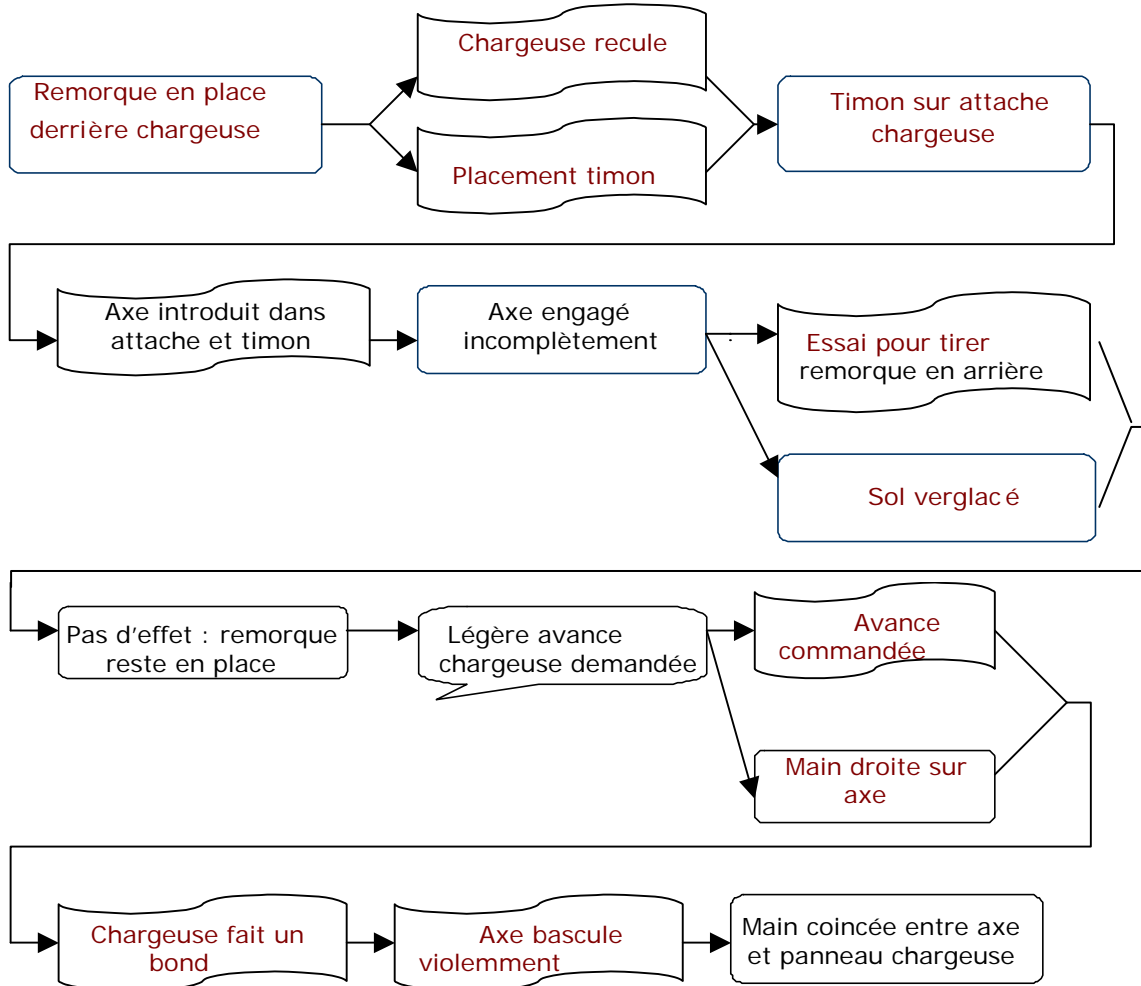 Chargeuse recule
Remorque en place
derrière chargeuse
Timon sur attache
chargeuse
Placement timon
Axe introduit dans
attache et timon
Axe engagé
incomplètement
Essai pour tirer
remorque en arrière
Sol verglacé
Pas d'effet : remorque
reste en place
Légère avance
chargeuse demandée
Avance
commandée
Main droite sur
axe
Chargeuse fait un
bond
Axe bascule
violemment
Main coincée entre axe
et panneau chargeuse